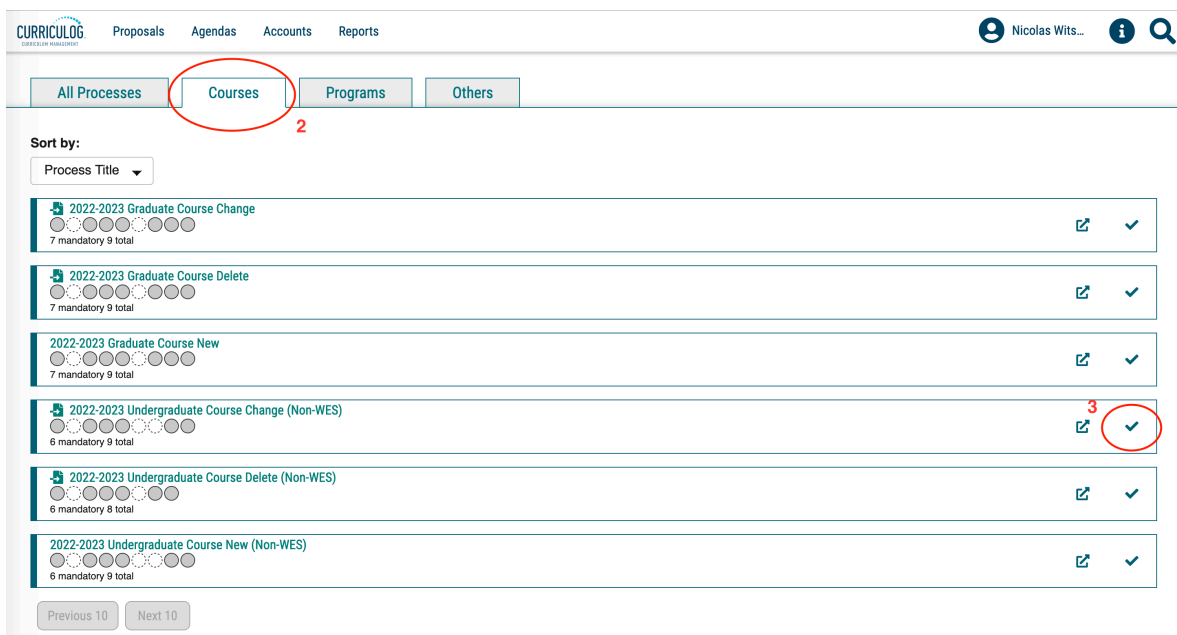 CURRICULOG
CURRICULUM MANAGEMENT
Proposals Agendas Accounts Reports Nicolas Wits...
All Processes Courses Programs Others
2
Sort by:
Process Title
2022-2023 Graduate Course Change
7 mandatory 9 total
2022-2023 Graduate Course Delete
7 mandatory 9 total
2022-2023 Graduate Course New
7 mandatory 9 total
2022-2023 Undergraduate Course Change (Non-WES)
3
6 mandatory 9 total
2022-2023 Undergraduate Course Delete (Non-WES)
6 mandatory 8 total
2022-2023 Undergraduate Course New (Non-WES)
6 mandatory 9 total
Previous 10 Next 10